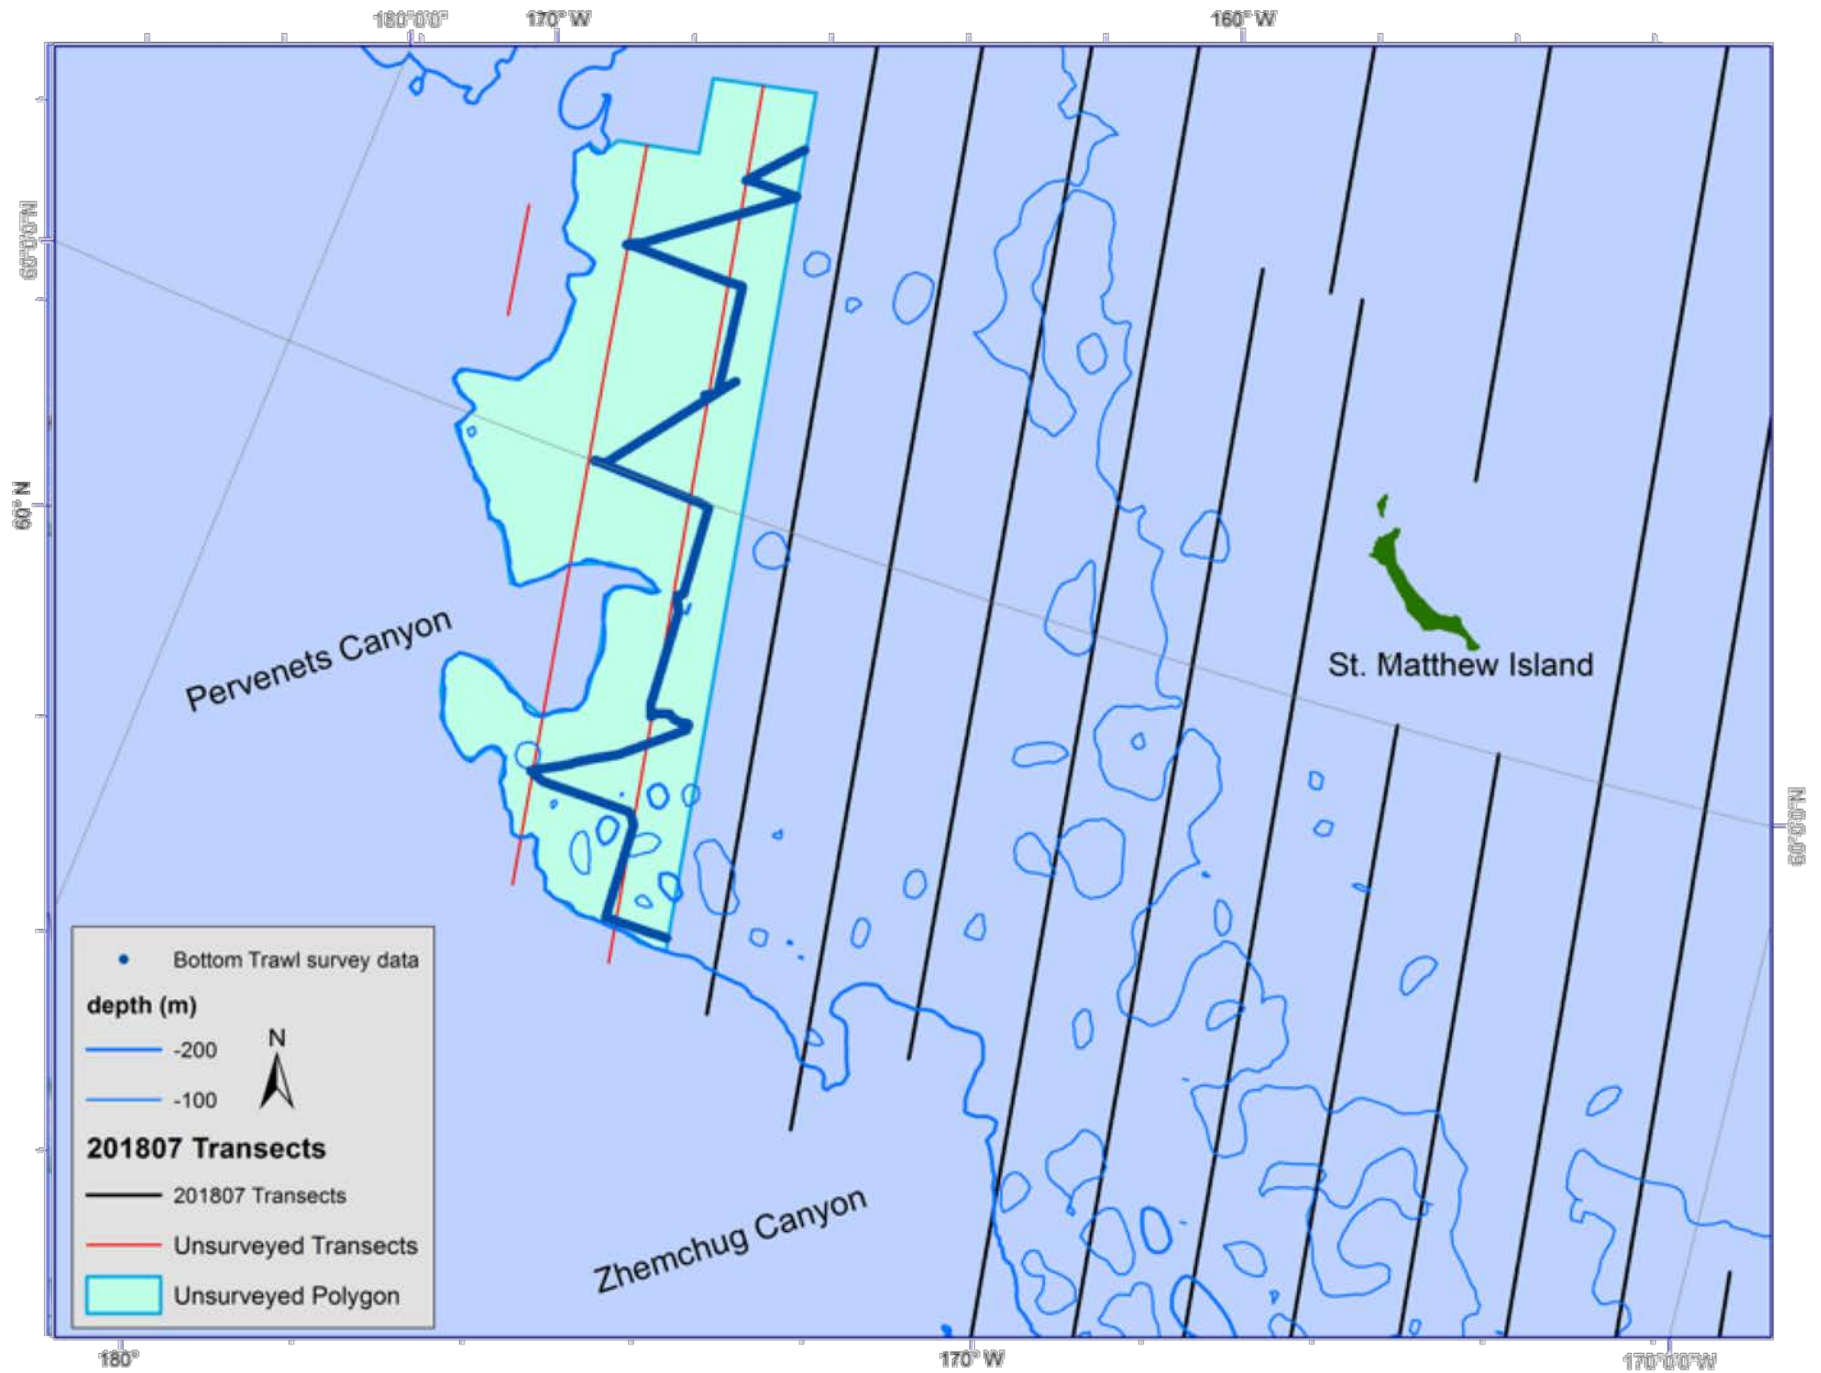 180°0'0" 170° W 160° W
60°0'0"N
60° N
Pervenets Canyon
St. Matthew Island
60°0'0"N
Bottom Trawl survey data
depth (m)
-200
N
-100
201807 Transects
201807 Transects
Unsurveyed Transects
Unsurveyed Polygon
Zhemchug Canyon
180° 170° W 170°0'0"W